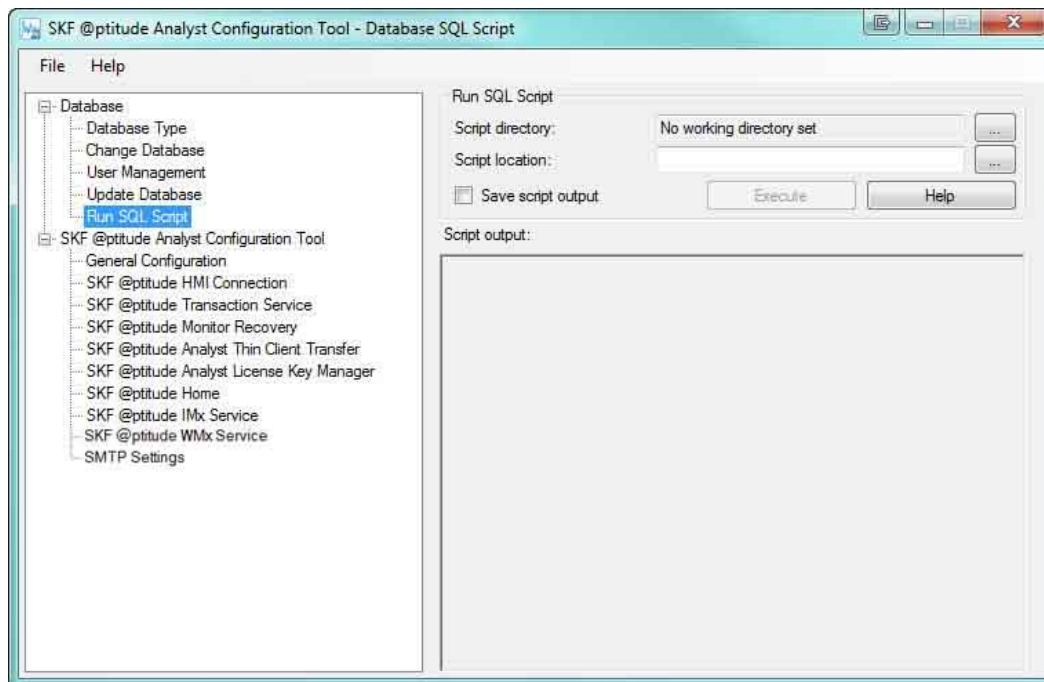 SKF @ptitude Analyst Configuration Tool - Database SQL Script
File Help
Database
Database Type
Change Database
User Management
Update Database
Run SQL Script
SKF @ptitude Analyst Configuration Tool
General Configuration
SKF @ptitude HMI Connection
SKF @ptitude Transaction Service
SKF @ptitude Monitor Recovery
SKF @ptitude Analyst Thin Client Transfer
SKF @ptitude Analyst License Key Manager
SKF @ptitude Home
SKF @ptitude IMx Service
SKF @ptitude WMx Service
SMTP Settings
Run SQL Script
Script directory: No working directory set ...
Script location: ...
Save script output Execute Help
Script output: